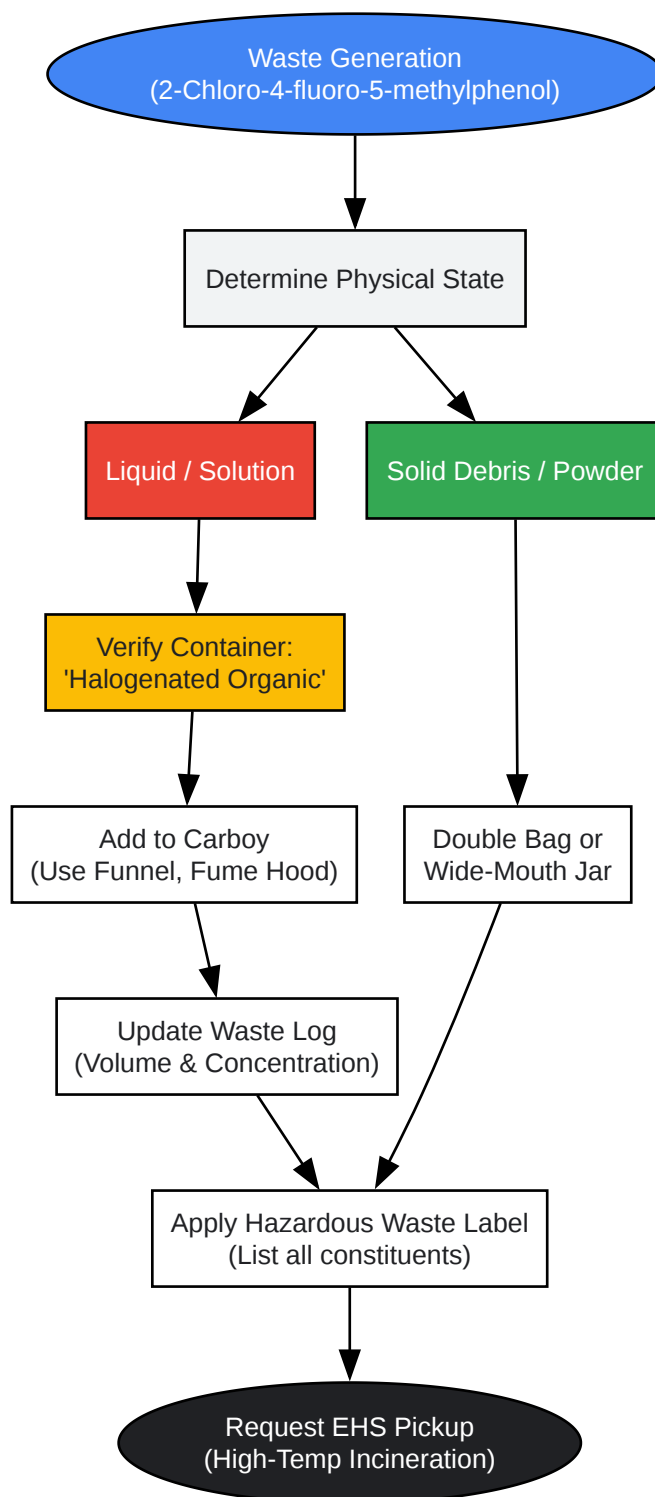 Waste Generation
(2-Chloro-4-fluoro-5-methylphenol)
Determine Physical State
Liquid / Solution
Solid Debris / Powder
Verify Container:
'Halogenated Organic'
Add to Carboy
(Use Funnel, Fume Hood)
Double Bag or
Wide-Mouth Jar
Update Waste Log
(Volume & Concentration)
Apply Hazardous Waste Label
(List all constituents)
Request EHS Pickup
(High-Temp Incineration)